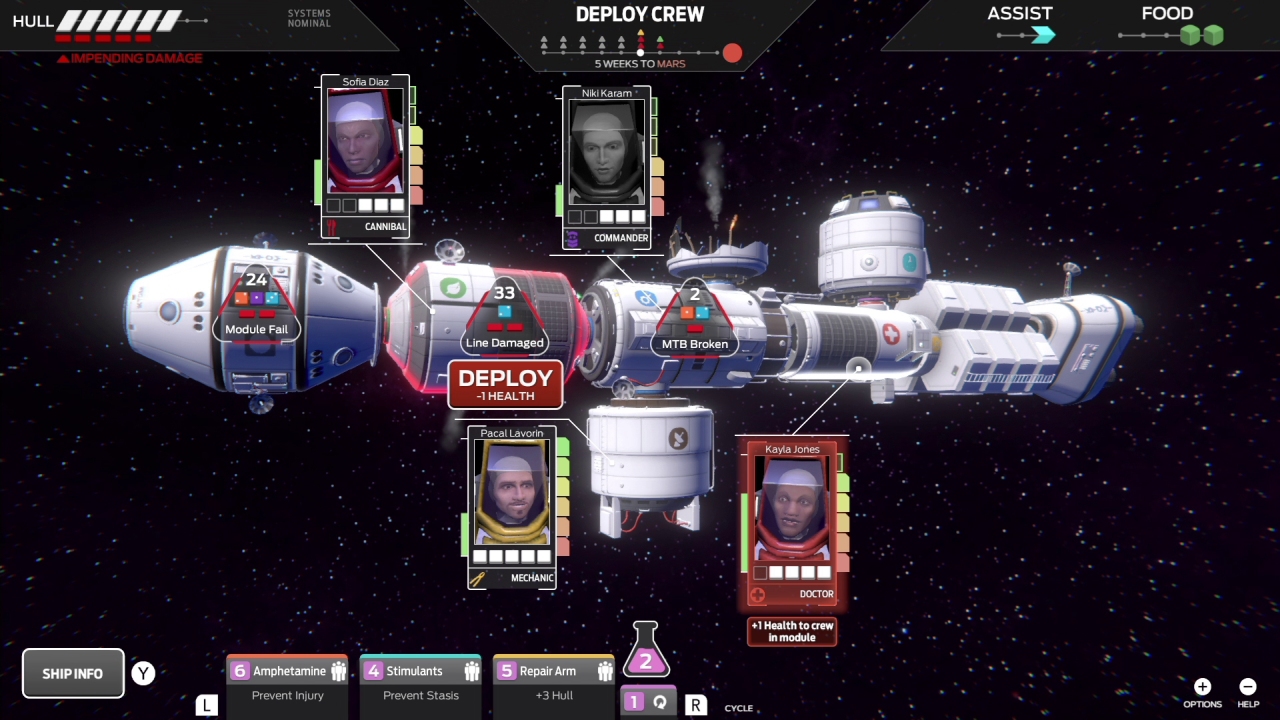 HULL
SYSTEMS
NOMINAL
IMPENDING DAMAGE
DEPLOY CREW
5 WEEKS TO MARS
ASSIST
FOOD
Sofia Diaz
CANNIBAL
Niki Karam
COMMANDER
24
Module Fail
33
Line Damaged
2
MTB Broken
DEPLOY
-1 HEALTH
Pacal Lavorin
MECHANIC
Kayla Jones
DOCTOR
+1 Health to crew
in module
SHIP INFO
Y
L
6 Amphetamine
Prevent Injury
4 Stimulants
Prevent Stasis
5 Repair Arm
+3 Hull
2
1
R
CYCLE
OPTIONS
HELP